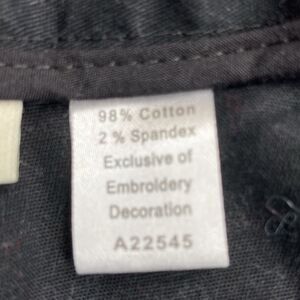 98% Cotton
2 % Spandex
Exclusive of
Embroidery
Decoration
A22545